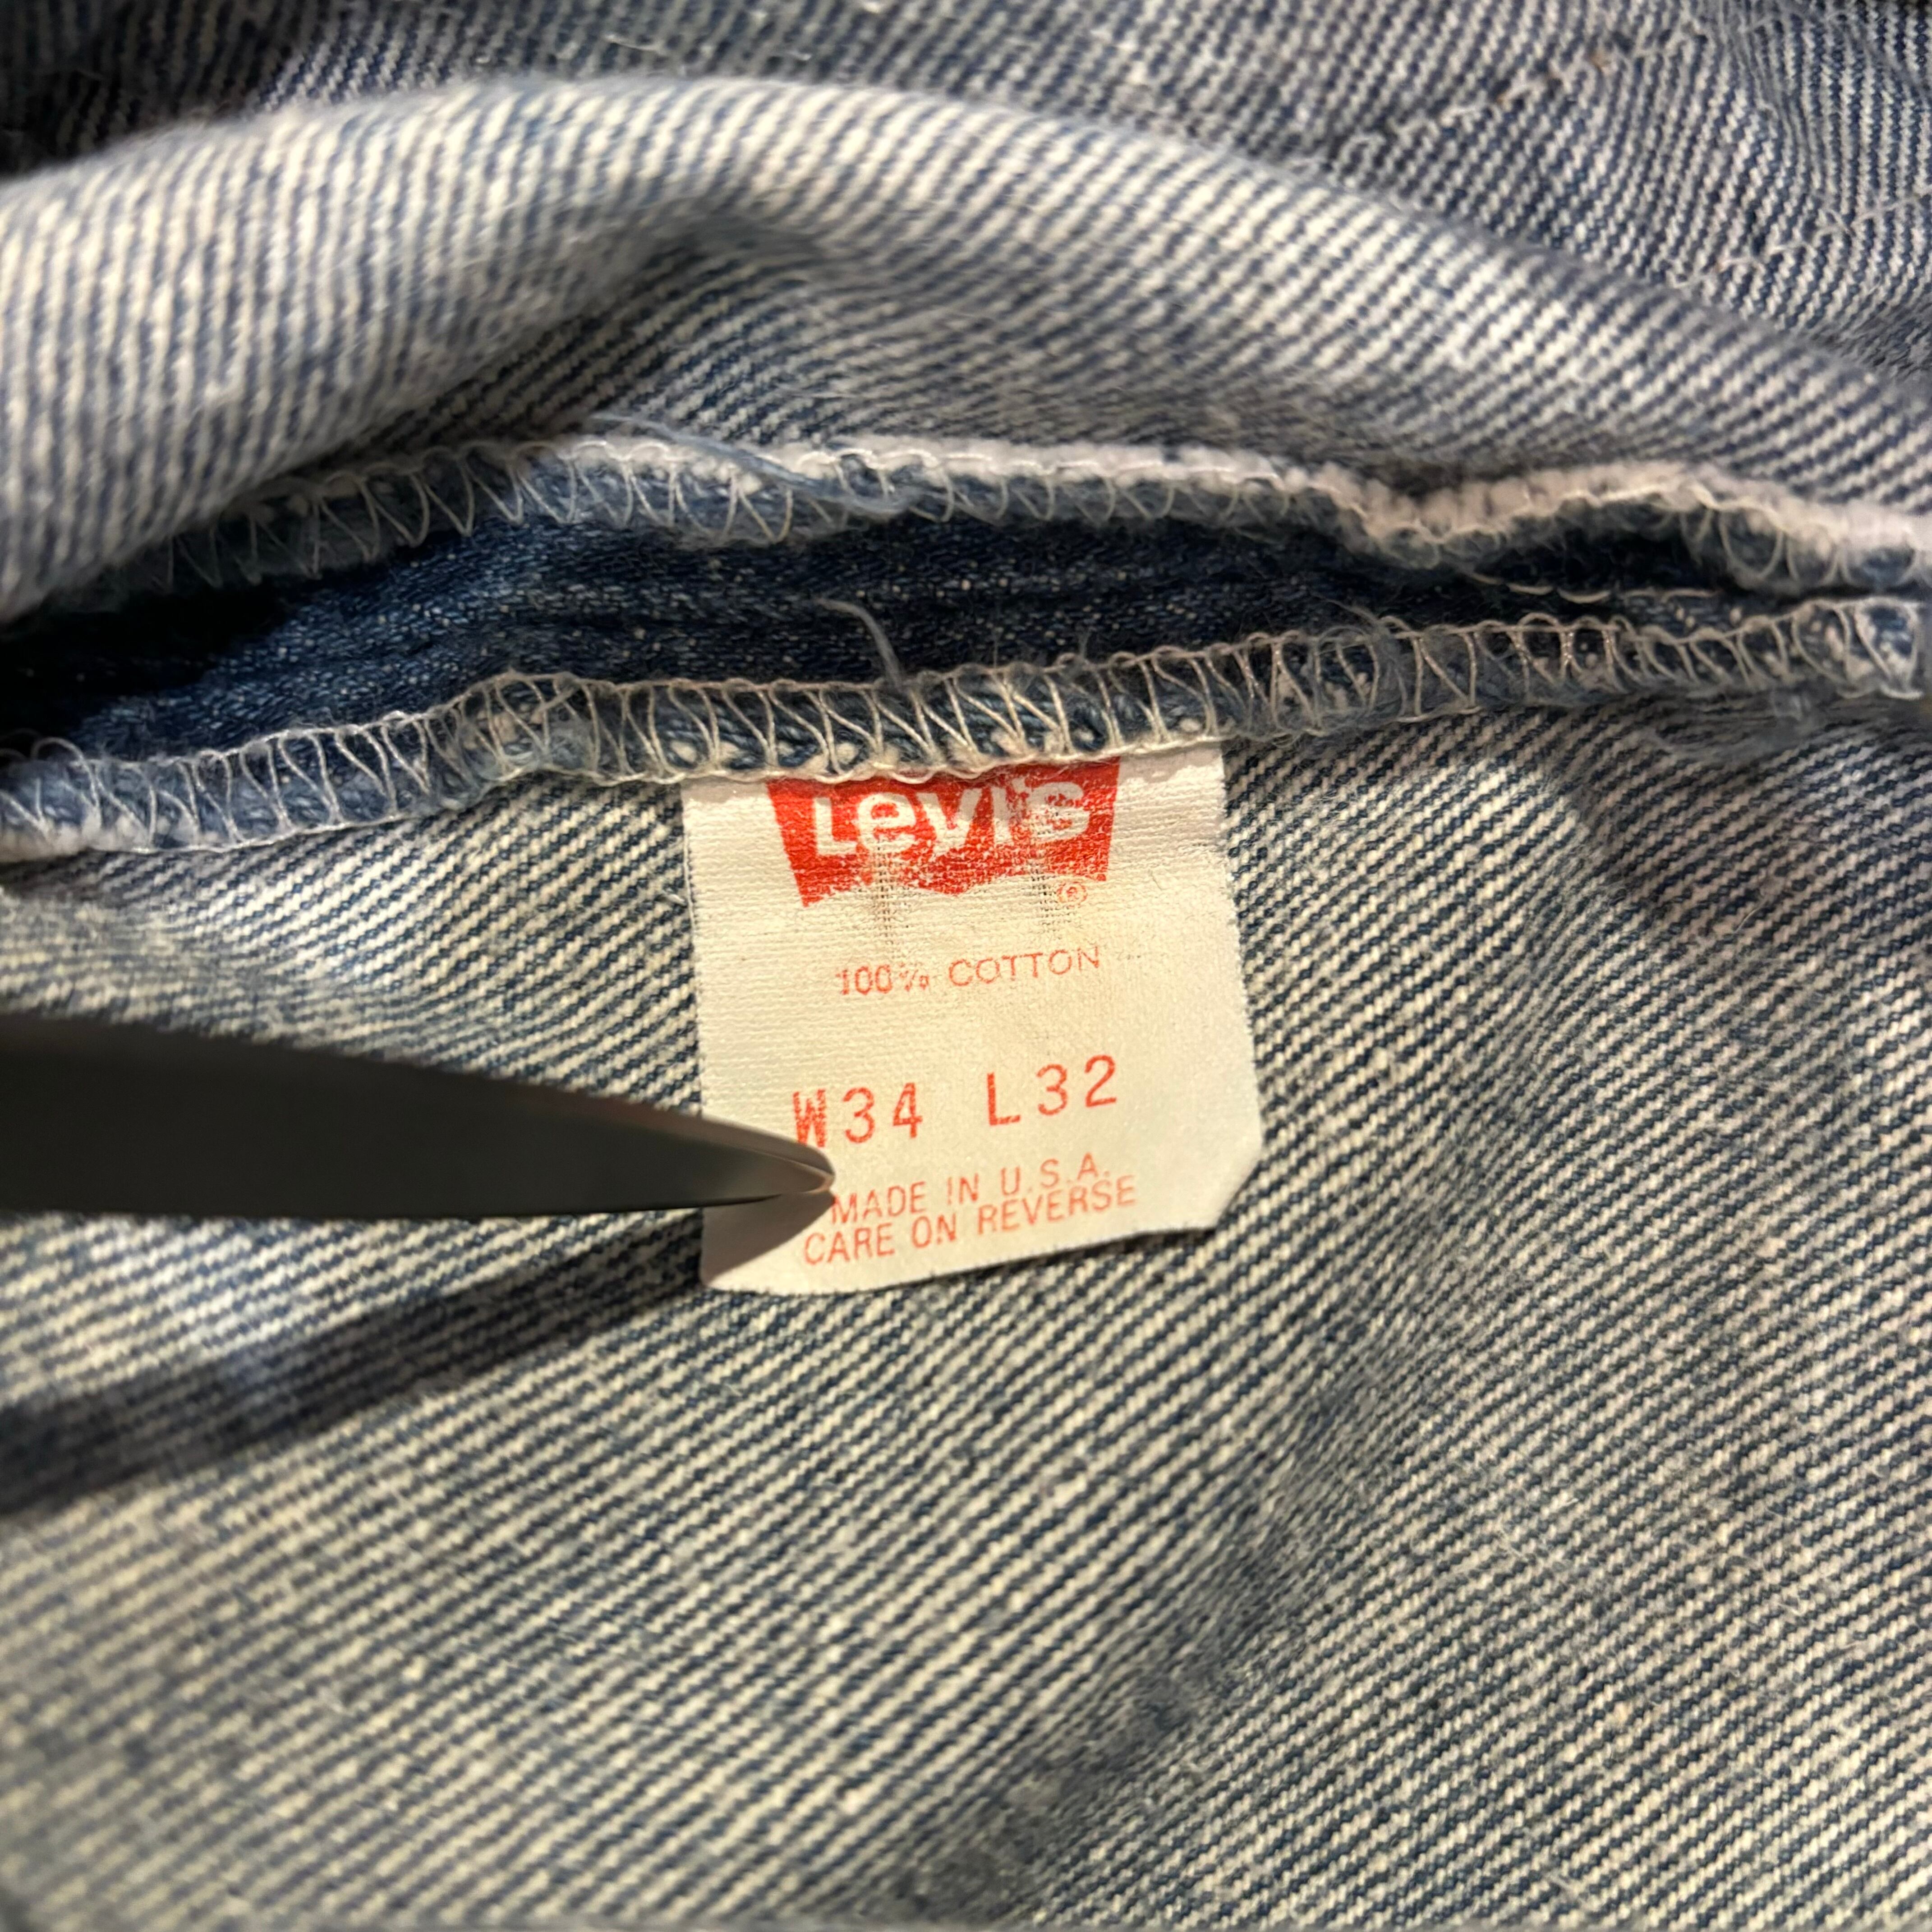 Levi's
®
100% COTTON
W34 L32
MADE IN U.S.A.
CARE ON REVERSE